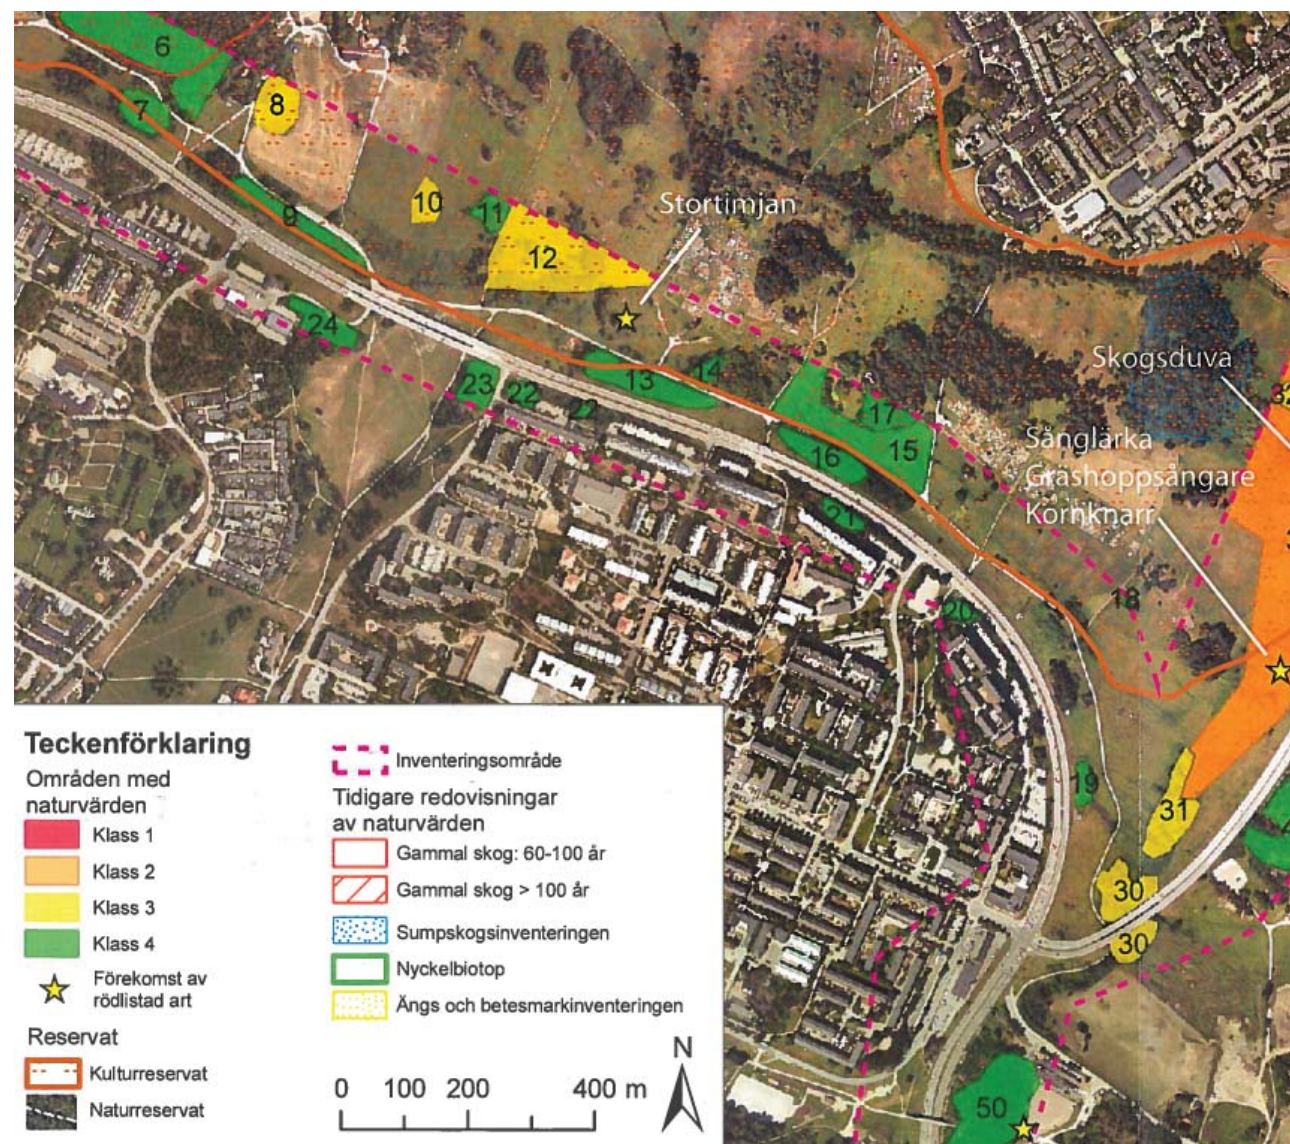 6
7
8
9
10
11
12
Stortimjan
24
13
14
23
22
22
17
15
16
21
Skogsduva
32
Sånglärka
Gräshoppsångare
Kornknarr
3
18
20
19
31
30
30
50
Teckenförklaring
Områden med
naturvärden
Klass 1
Klass 2
Klass 3
Klass 4
Förekomst av
rödlistad art
Reservat
Kulturreservat
Naturreservat
Inventeringsområde
Tidigare redovisningar
av naturvärden
Gammal skog: 60-100 år
Gammal skog > 100 år
Sumpskogsinventeringen
Nyckelbiotop
Ängs och betesmarkinventeringen
N
0 100 200 400 m